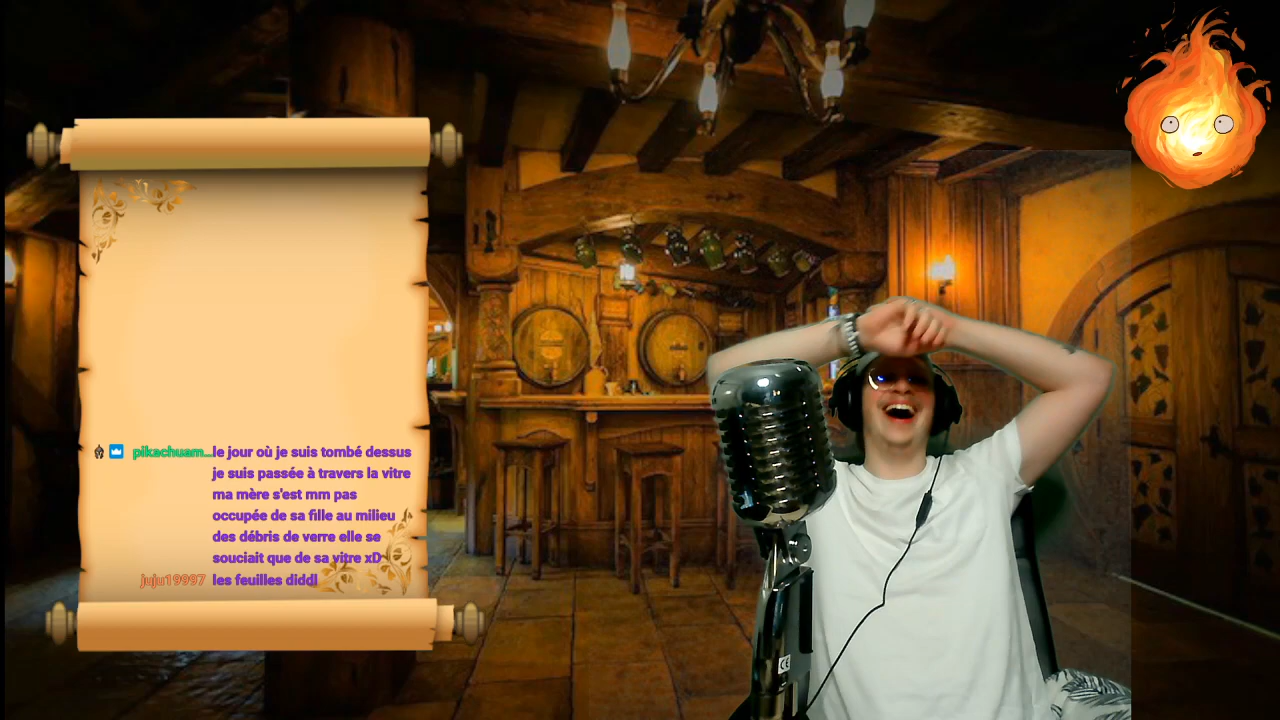 pikachuam... le jour où je suis tombé dessus
je suis passée à travers la vitre
ma mère s'est mm pas
occupée de sa fille au milieu
des débris de verre elle se
souciait que de sa vitre xD
juju19997 les feuilles diddl
CE